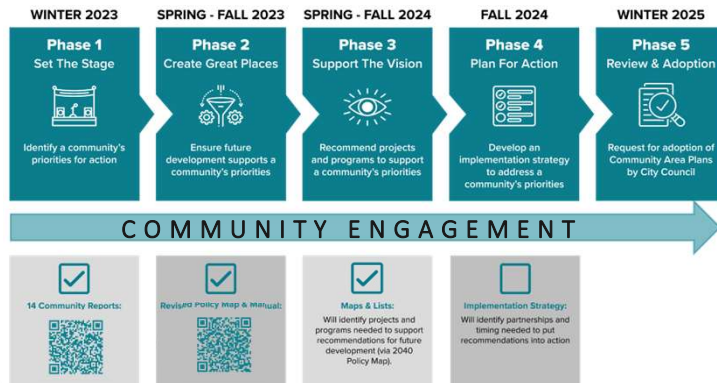 WINTER 2023
SPRING - FALL 2023
SPRING - FALL 2024
FALL 2024
WINTER 2025
Phase 1
Set The Stage
Identify a community's
priorities for action
Phase 2
Create Great Places
Ensure future
development supports a
community's priorities
Phase 3
Support The Vision
Recommend projects
and programs to support
a community's priorities
Phase 4
Plan For Action
Develop an
implementation strategy
to address a
community's priorities
Phase 5
Review & Adoption
Request for adoption of
Community Area Plans
by City Council
COMMUNITY ENGAGEMENT
14 Community Reports:
Revised Policy Map & Manual:
Maps & Lists:
Will identify projects and
programs needed to support
recommendations for future
development (via 2040
Policy Map).
Implementation Strategy:
Will identify partnerships and
timing needed to put
recommendations into action